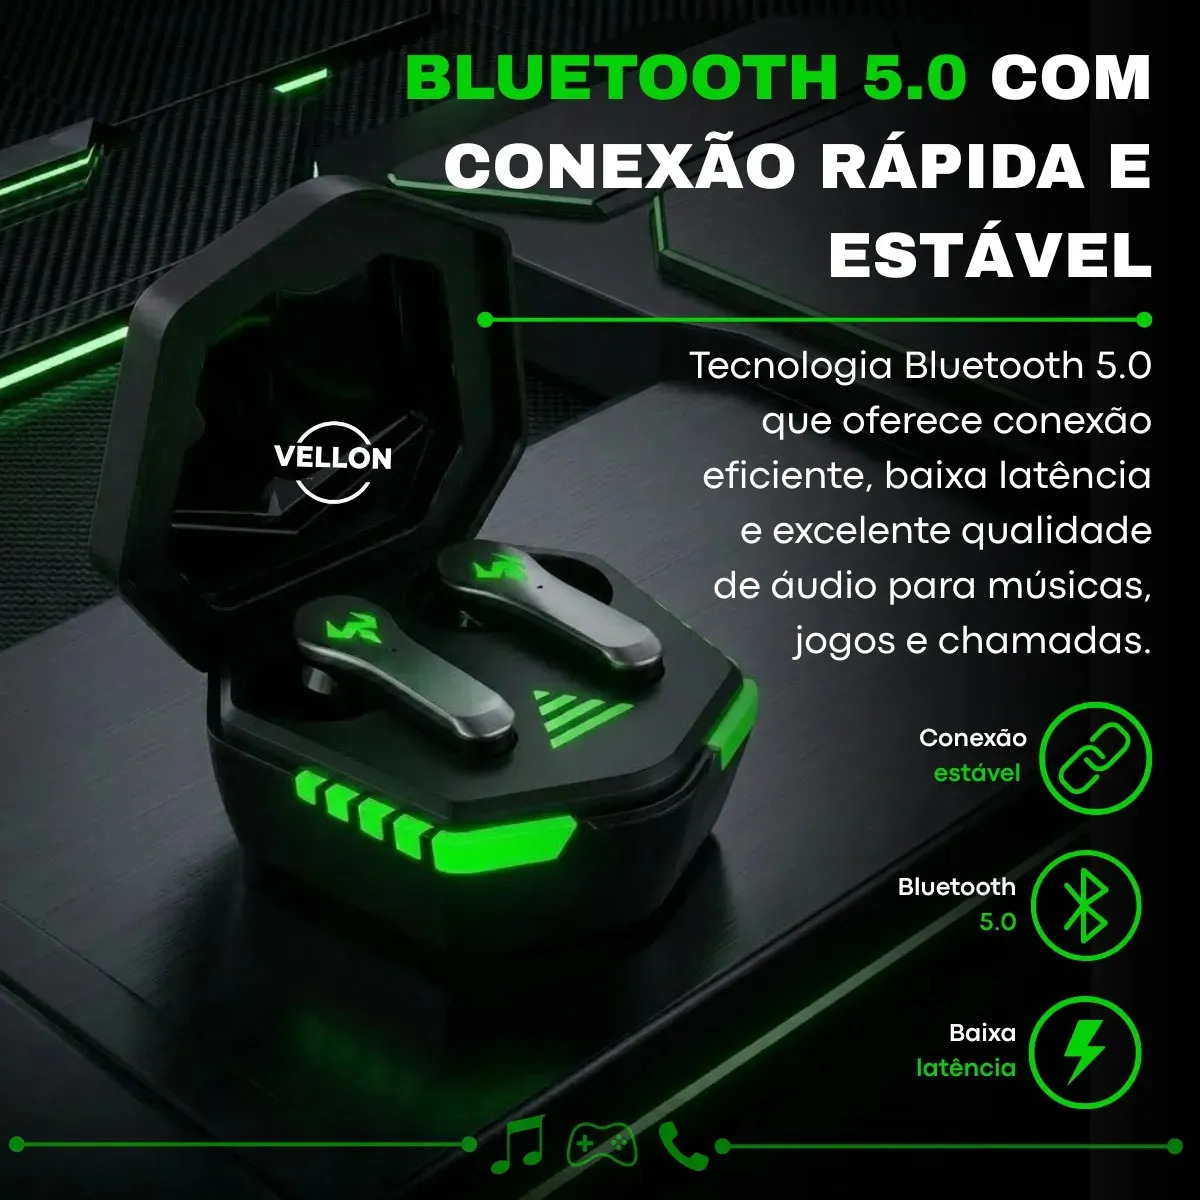 BLUETOOTH 5.0 COM
CONEXÃO RÁPIDA E
ESTÁVEL
Tecnologia Bluetooth 5.0
que oferece conexão
eficiente, baixa latência
e excelente qualidade
de áudio para músicas,
jogos e chamadas.
VELLON
Conexão
estável
Bluetooth
5.0
Baixa
latência